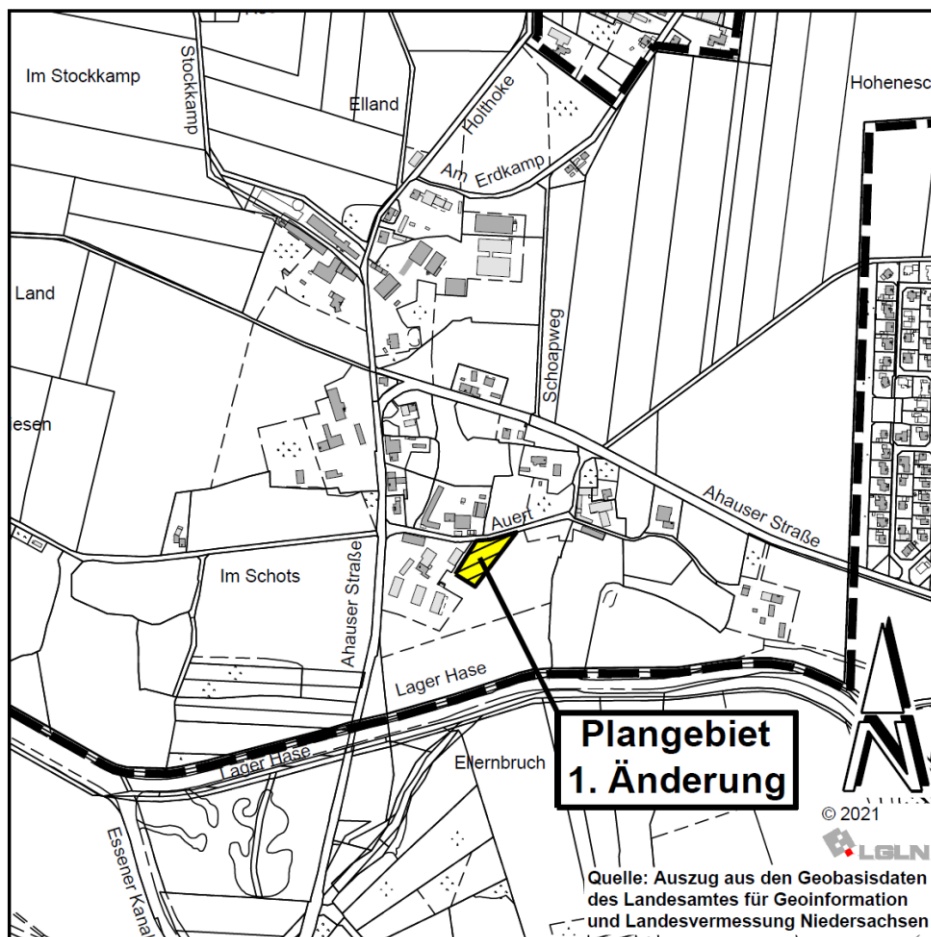 Im Stockkamp
Stockkamp
Elland
Holthoke
Hohenesc
Am Erdkamp
Land
Schoapweg
esen
Ahauser Straße
Auert
Im Schots
Ahauser Straße
Lager Hase
Lager Hase
Ellernbruch
Essener Kana
Plangebiet
1. Änderung
N
© 2021
LGLN
Quelle: Auszug aus den Geobasisdaten
des Landesamtes für Geoinformation
und Landesvermessung Niedersachsen